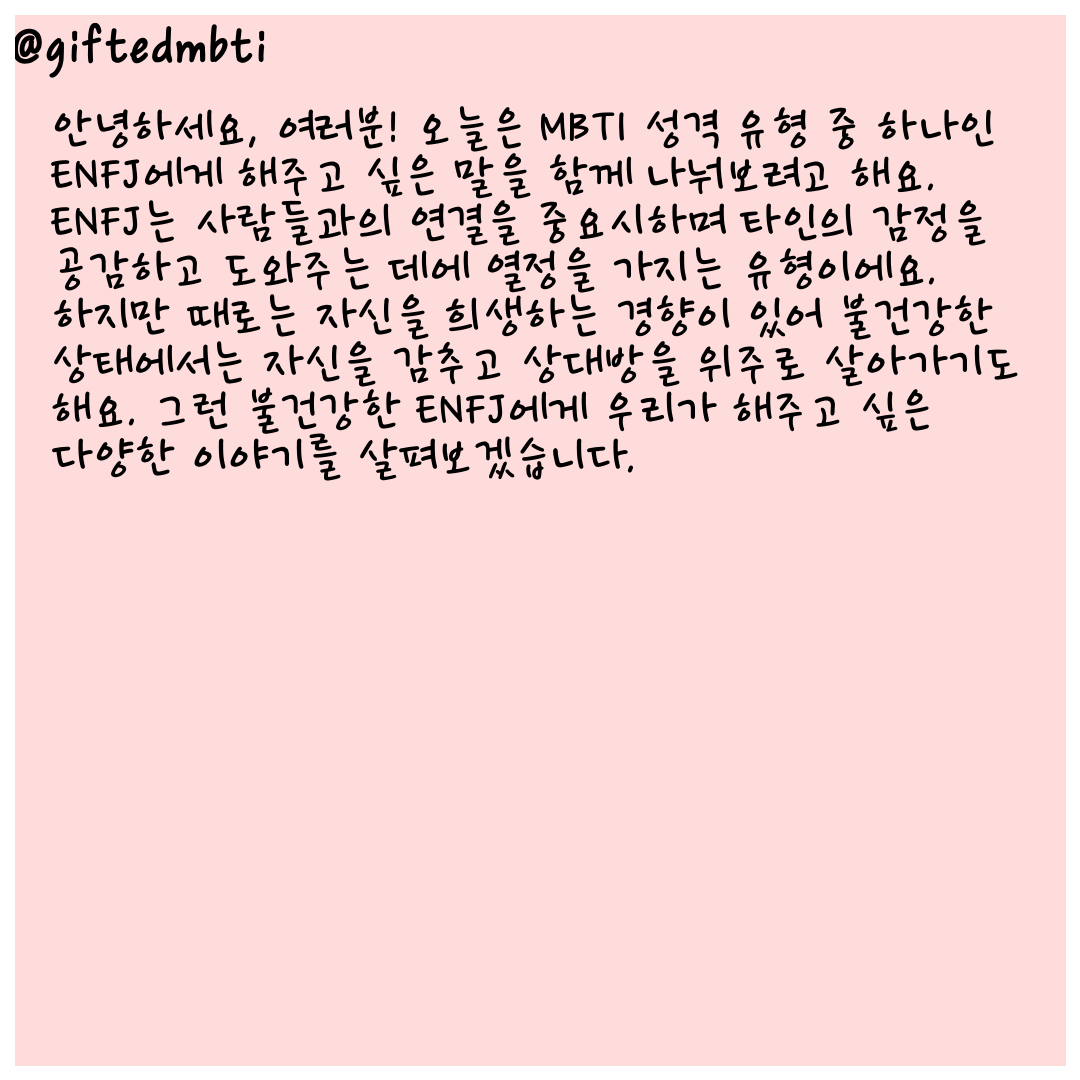 @giftedmbti
안녕하세요, 여러분! 오늘은 MBTI 성격 유형 중 하나인
ENFJ에게 해주고 싶은 말을 함께 나눠보려고 해요.
ENFJ는 사람들과의 연결을 중요시하며 타인의 감정을
공감하고 도와주는 데에 열정을 가지는 유형이에요.
하지만 때로는 자신을 희생하는 경향이 있어 불건강한
상태에서는 자신을 감추고 상대방을 위주로 살아가기도
해요. 그런 불건강한 ENFJ에게 우리가 해주고 싶은
다양한 이야기를 살펴보겠습니다.